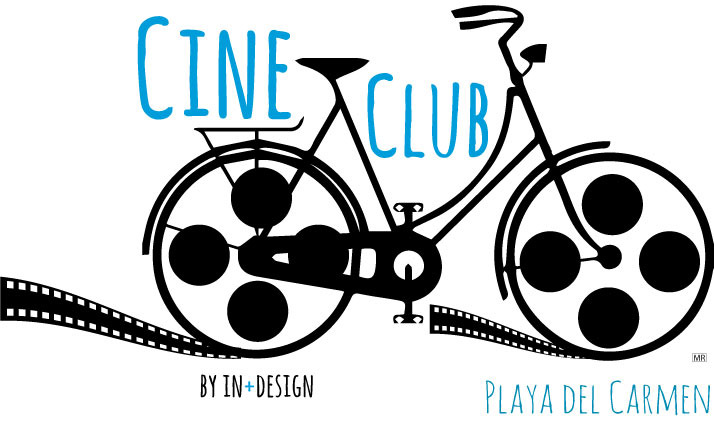 CINE
CLUB
MR
BY IN+DESIGN
PLAYA DEL CARMEN